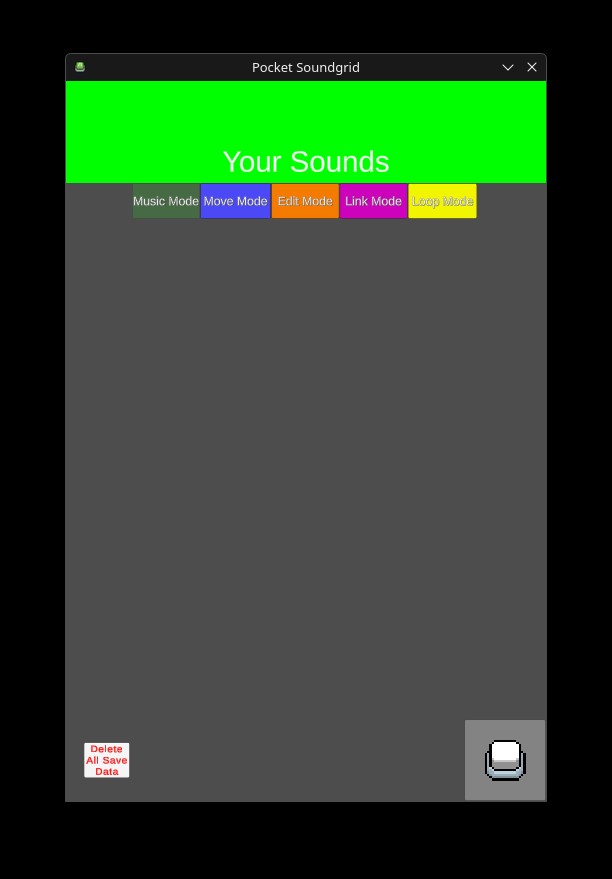 Pocket Soundgrid
Your Sounds
Music Mode Move Mode Edit Mode Link Mode Loop Mode
Delete
All Save
Data